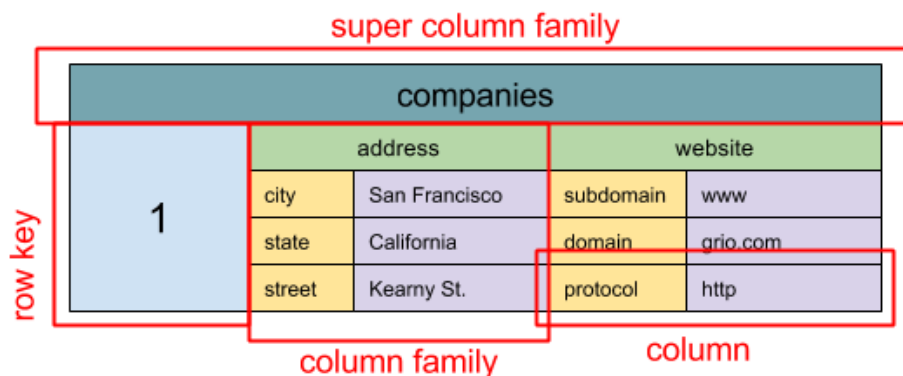 super column family
companies
address website
city San Francisco subdomain www
1
state California domain grio.com
street Kearny St. protocol http
row key
column family column